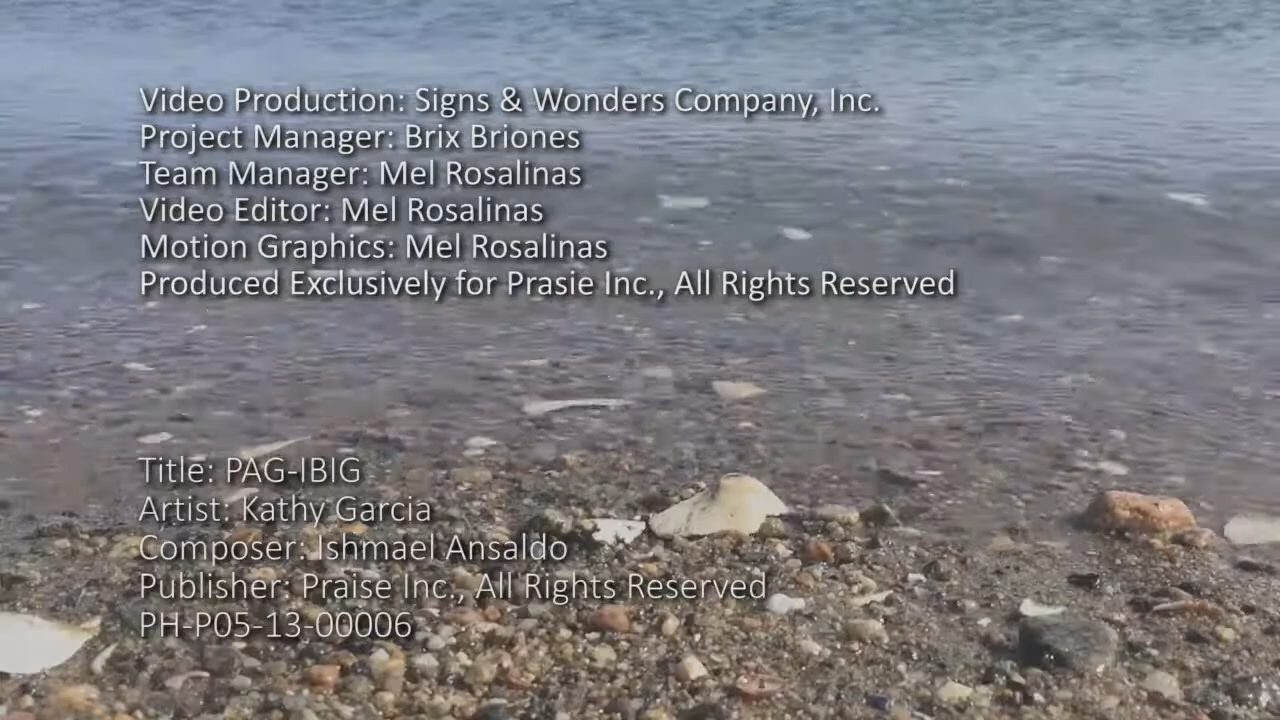 Video Production: Signs & Wonders Company, Inc.
Project Manager: Brix Briones
Team Manager: Mel Rosalinas
Video Editor: Mel Rosalinas
Motion Graphics: Mel Rosalinas
Produced Exclusively for Prasie Inc., All Rights Reserved
Title: PAG-IBIG
Artist: Kathy Garcia
Composer: Ishmael Ansaldo
Publisher: Praise Inc., All Rights Reserved
PH-P05-13-00006